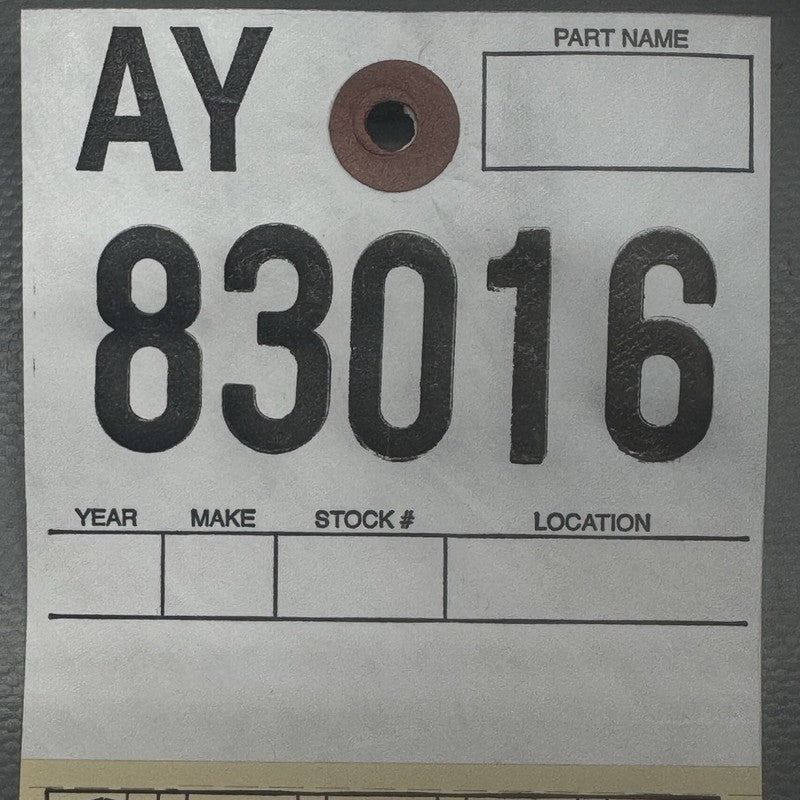 AY
PART NAME
83016
YEAR MAKE STOCK # LOCATION